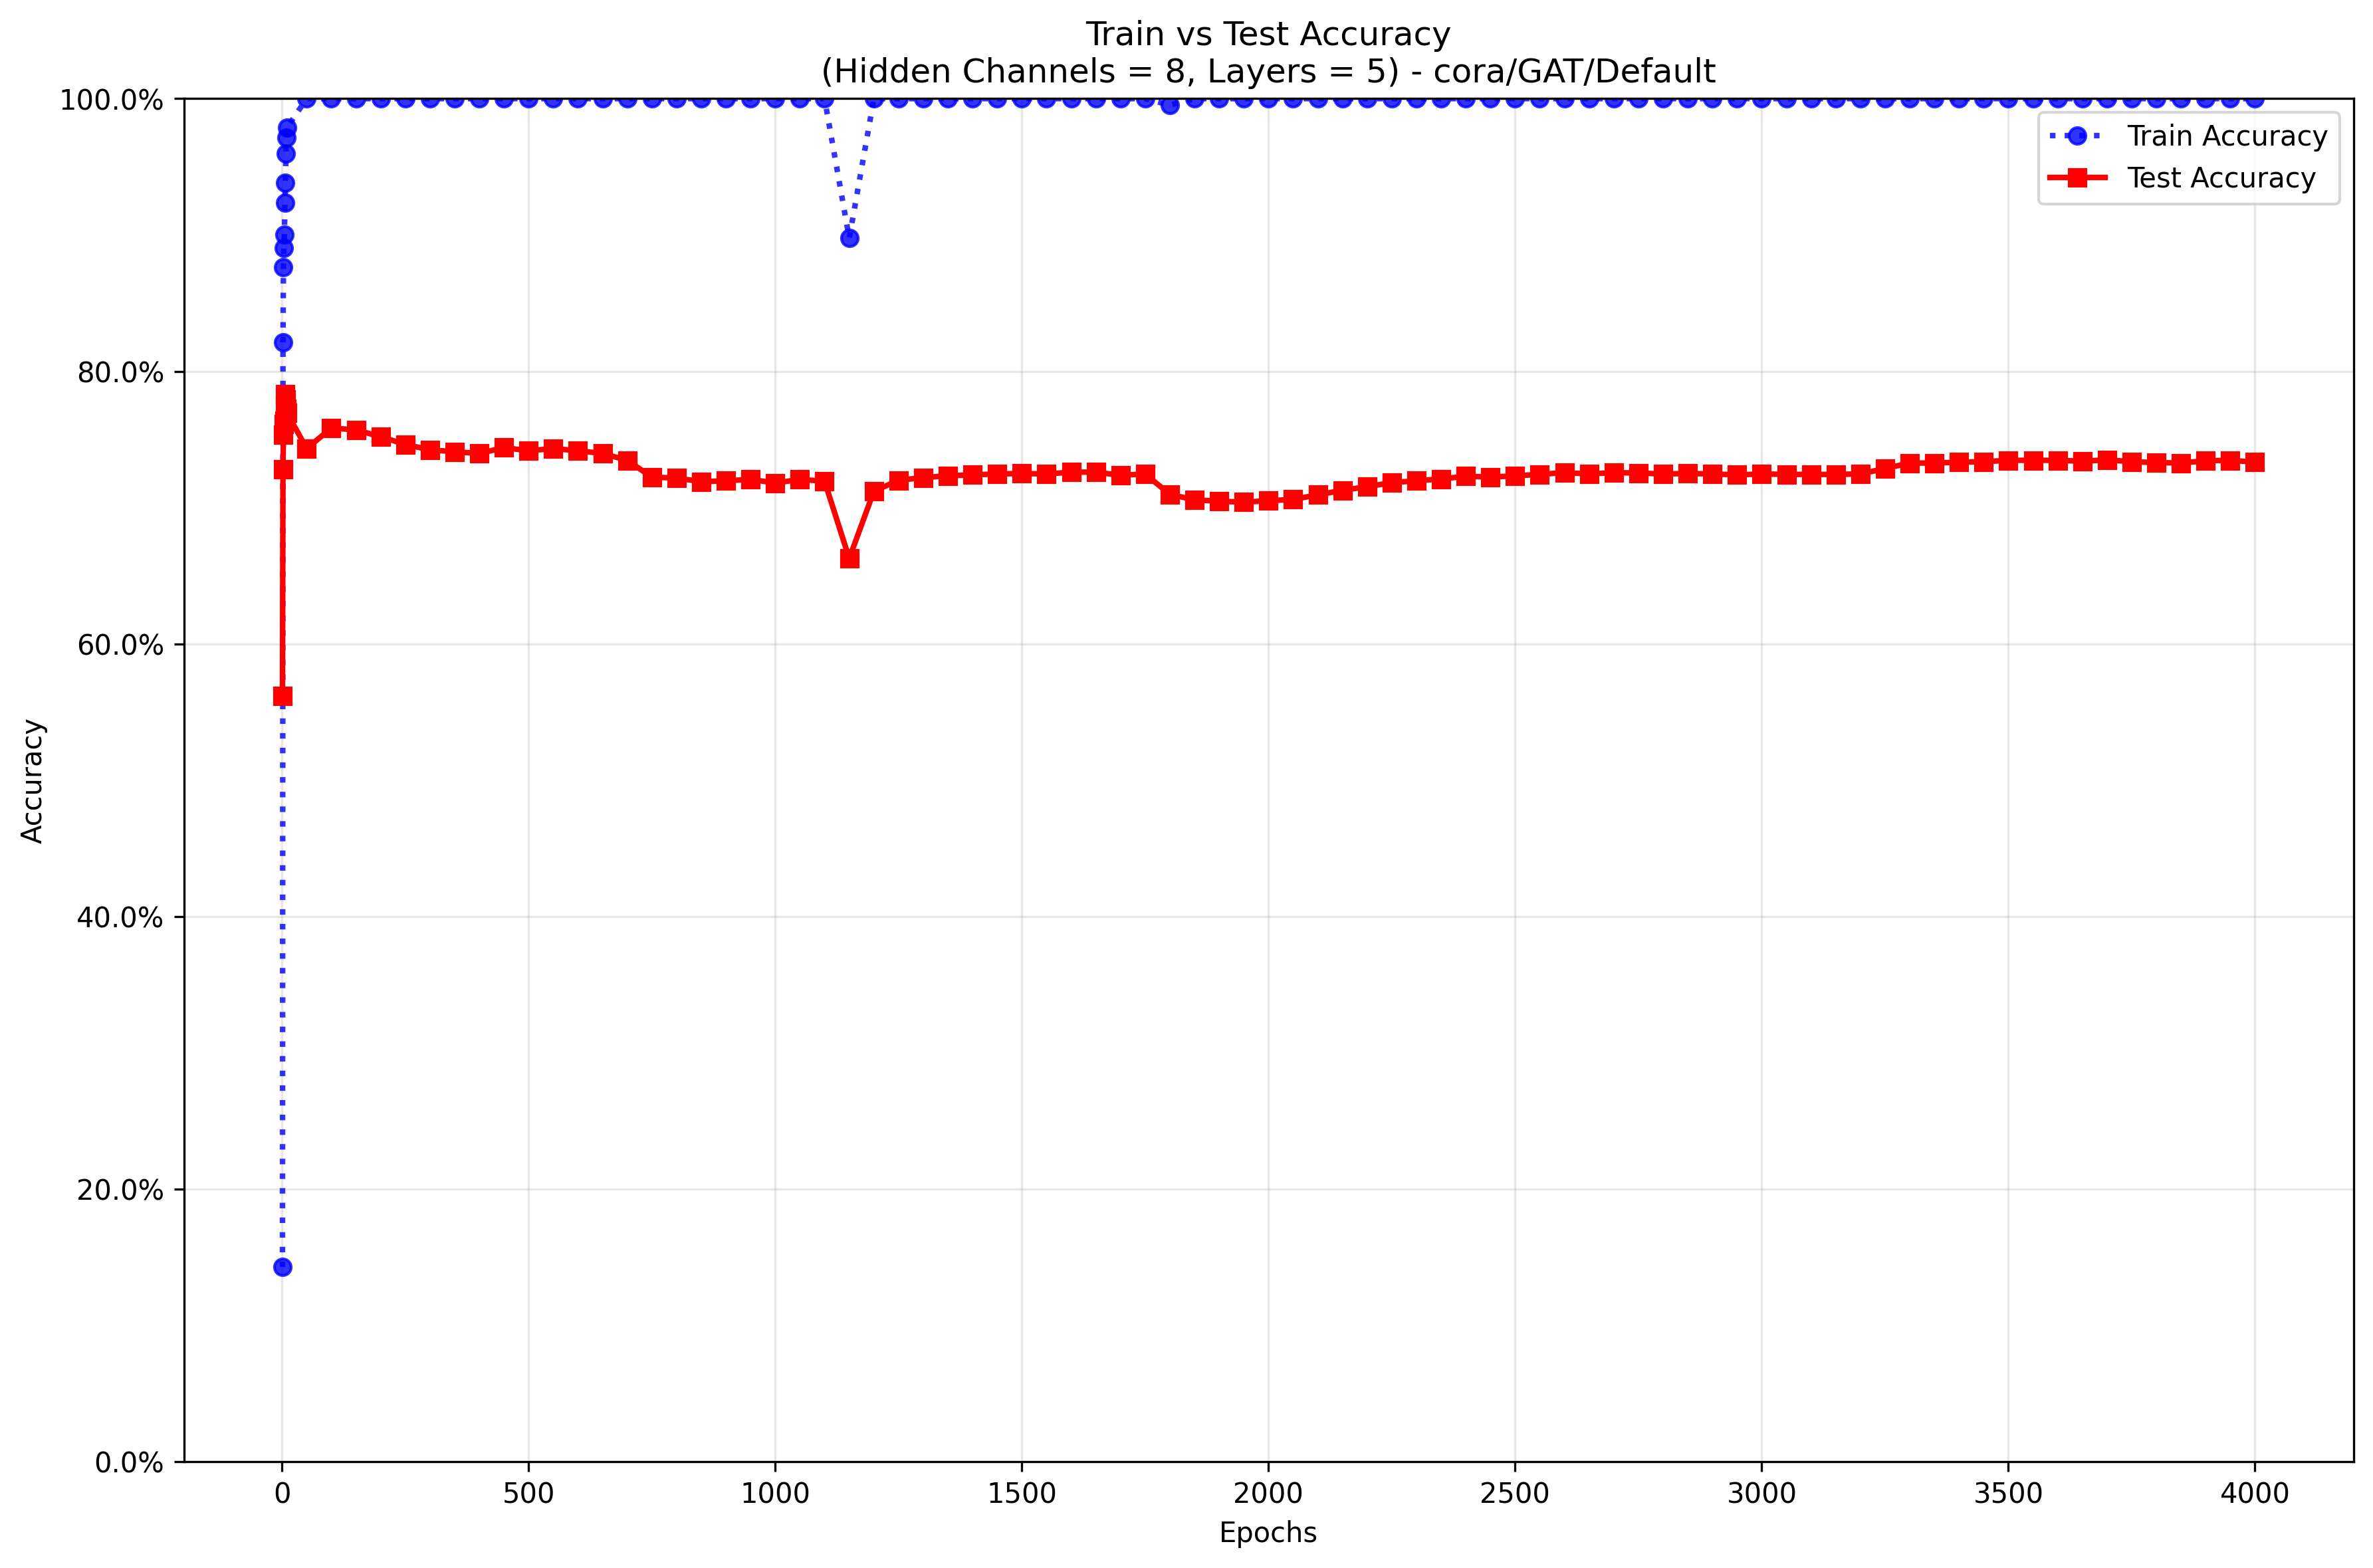 Train vs Test Accuracy
(Hidden Channels = 8, Layers = 5) - cora/GAT/Default
100.0%
80.0%
60.0%
40.0%
20.0%
0.0%
Accuracy
Train Accuracy
Test Accuracy
0
500
1000
1500
2000
2500
3000
3500
4000
Epochs